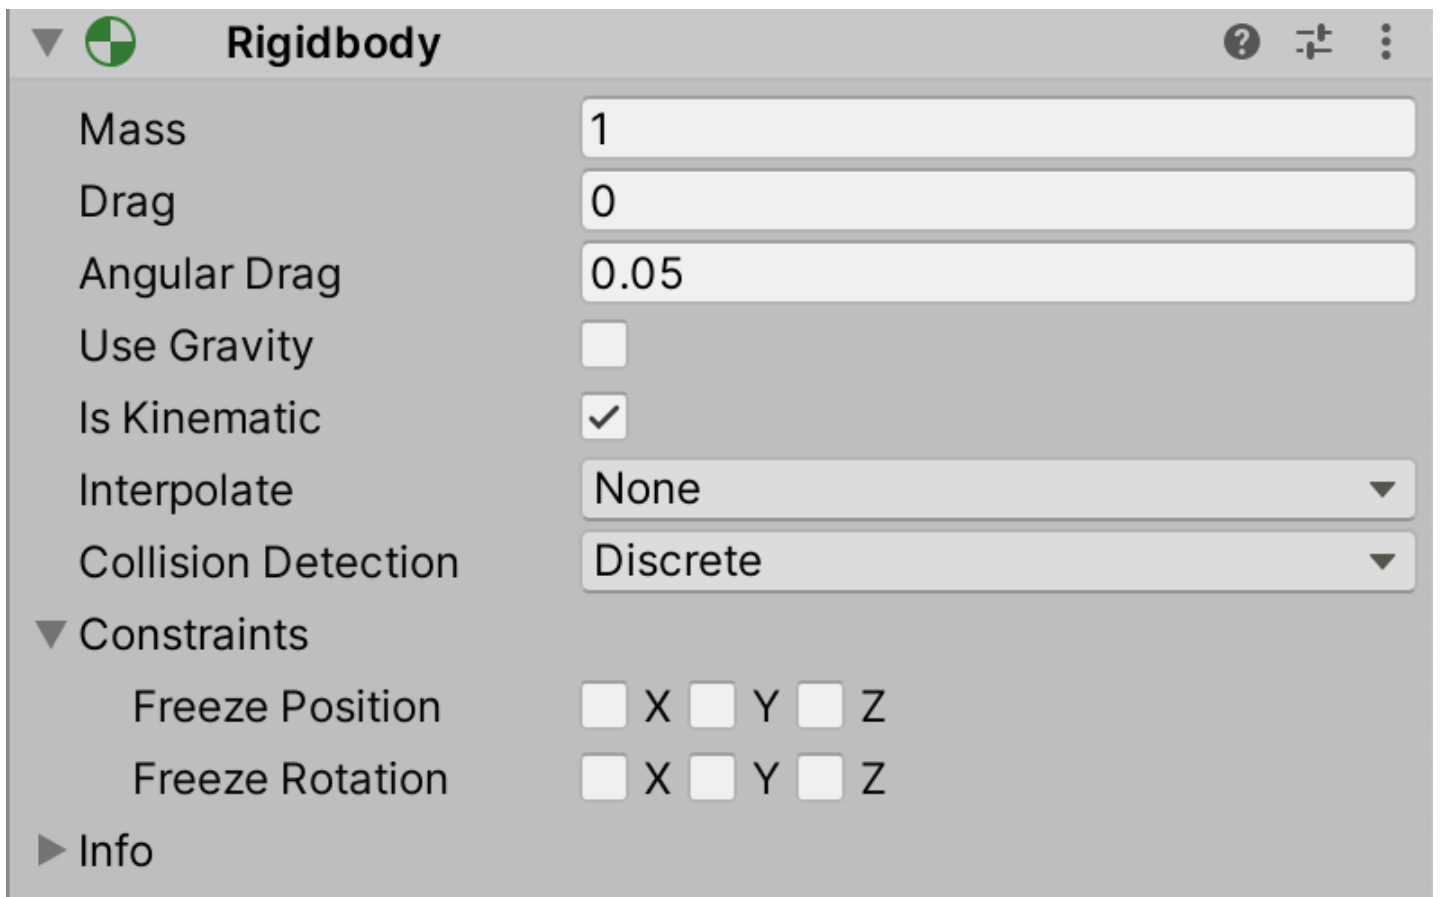 Rigidbody
Mass 1
Drag 0
Angular Drag 0.05
Use Gravity
Is Kinematic
Interpolate None
Collision Detection Discrete
Constraints
Freeze Position X Y Z
Freeze Rotation X Y Z
Info